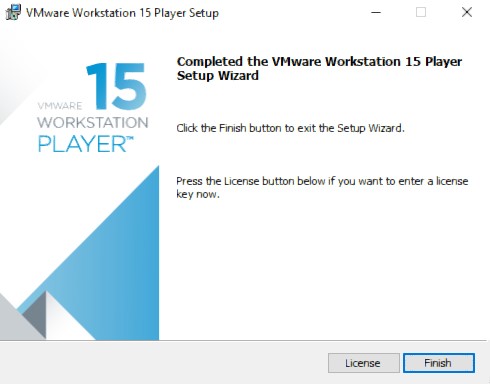 VMware Workstation 15 Player Setup
Completed the VMware Workstation 15 Player
Setup Wizard
15
VMWARE
WORKSTATION
PLAYER™
Click the Finish button to exit the Setup Wizard.
Press the License button below if you want to enter a license
key now.
License
Finish